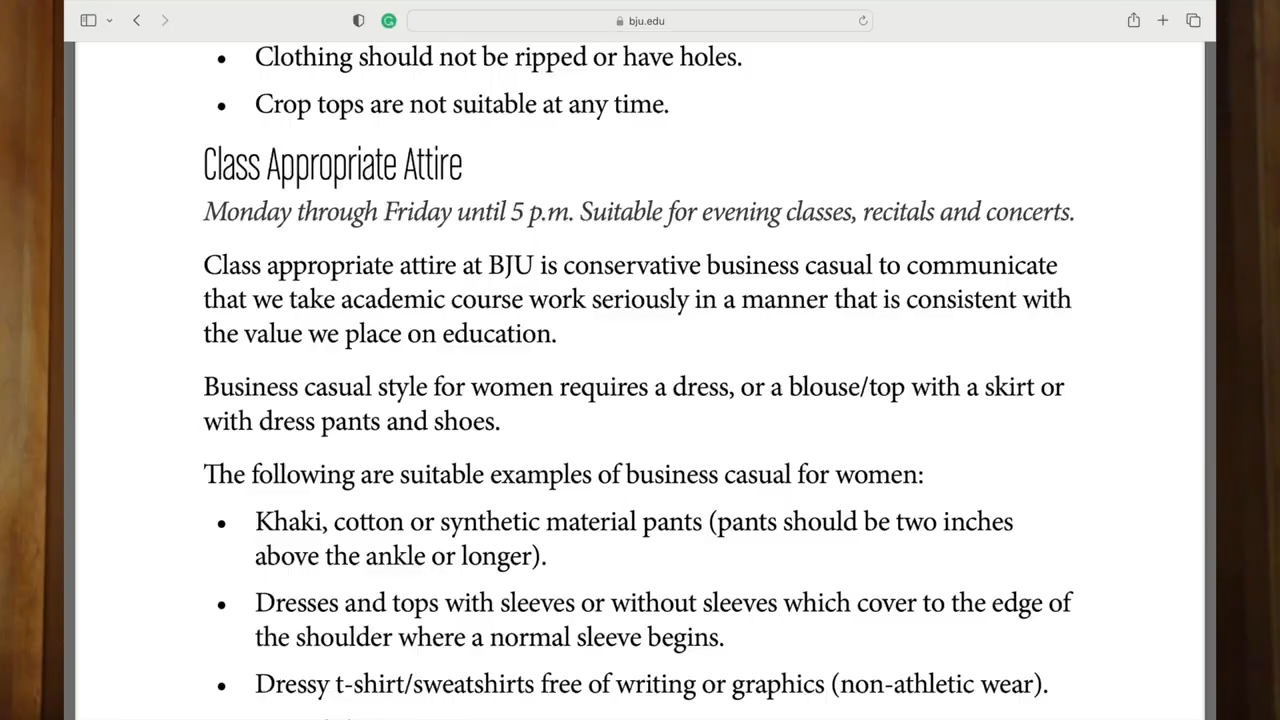 bju.edu
• Clothing should not be ripped or have holes.
• Crop tops are not suitable at any time.
Class Appropriate Attire
Monday through Friday until 5 p.m. Suitable for evening classes, recitals and concerts.
Class appropriate attire at BJU is conservative business casual to communicate
that we take academic course work seriously in a manner that is consistent with
the value we place on education.
Business casual style for women requires a dress, or a blouse/top with a skirt or
with dress pants and shoes.
The following are suitable examples of business casual for women:
• Khaki, cotton or synthetic material pants (pants should be two inches
above the ankle or longer).
• Dresses and tops with sleeves or without sleeves which cover to the edge of
the shoulder where a normal sleeve begins.
• Dressy t-shirt/sweatshirts free of writing or graphics (non-athletic wear).